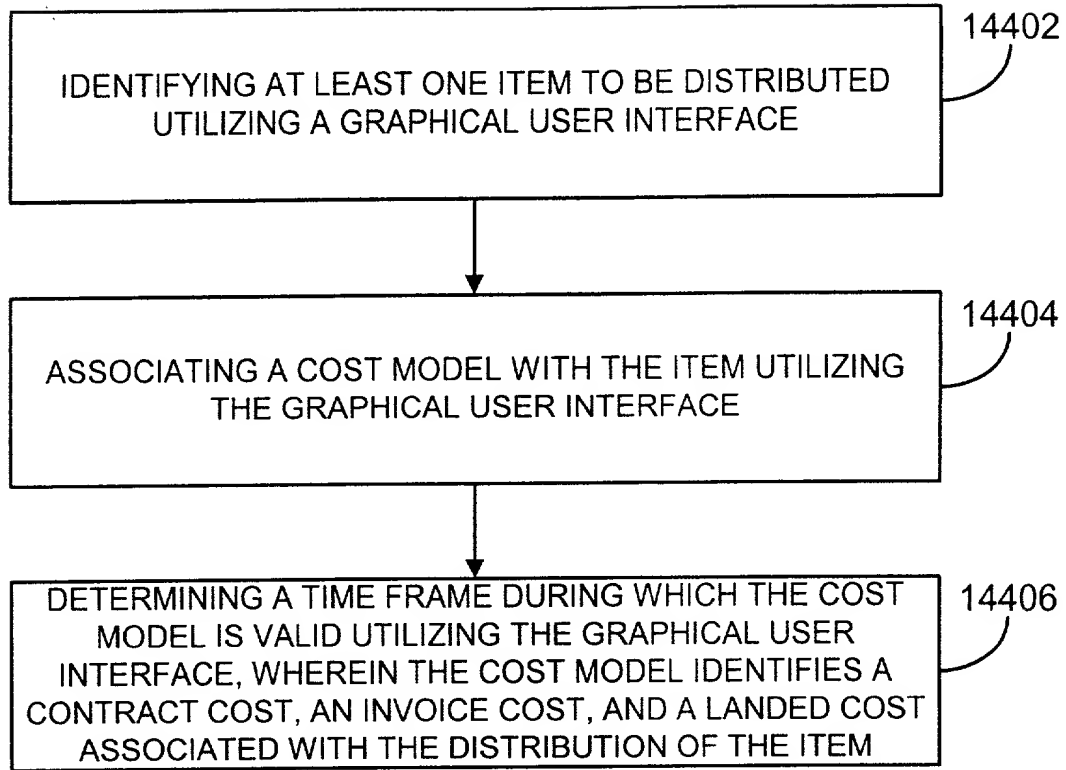 14402
IDENTIFYING AT LEAST ONE ITEM TO BE DISTRIBUTED
UTILIZING A GRAPHICAL USER INTERFACE
14404
ASSOCIATING A COST MODEL WITH THE ITEM UTILIZING
THE GRAPHICAL USER INTERFACE
14406
DETERMINING A TIME FRAME DURING WHICH THE COST
MODEL IS VALID UTILIZING THE GRAPHICAL USER
INTERFACE, WHEREIN THE COST MODEL IDENTIFIES A
CONTRACT COST, AN INVOICE COST, AND A LANDED COST
ASSOCIATED WITH THE DISTRIBUTION OF THE ITEM